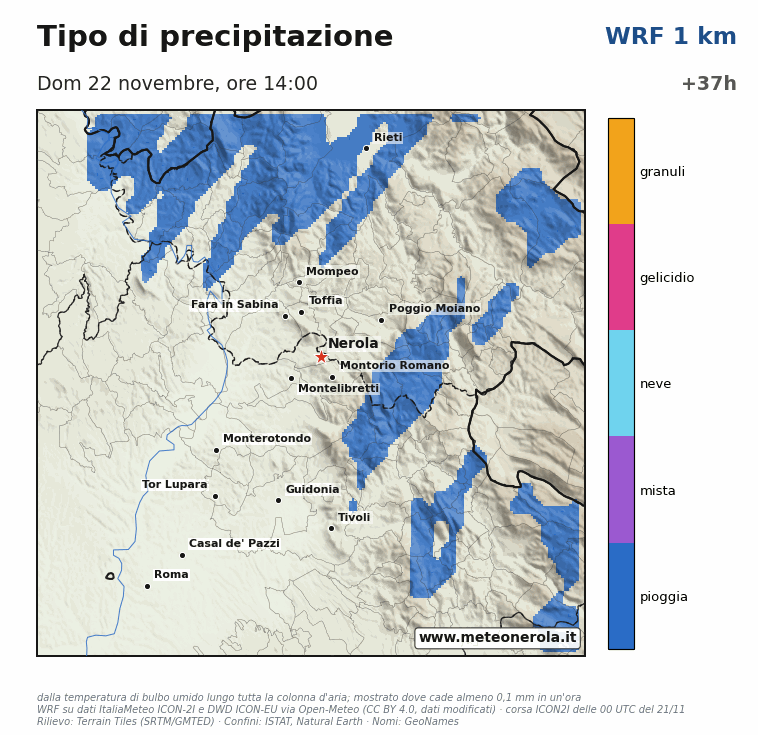 Tipo di precipitazione
WRF 1 km
Dom 22 novembre, ore 14:00
+37h
Rieti
Mompeo
Fara in Sabina
Toffia
Poggio Moiano
Nerola
Montorio Romano
Montelibretti
Monterotondo
Tor Lupara
Guidonia
Tivoli
Casal de' Pazzi
Roma
www.meteonerola.it
granuli
gelicidio
neve
mista
pioggia
dalla temperatura di bulbo umido lungo tutta la colonna d'aria; mostrato dove cade almeno 0,1 mm in un'ora
WRF su dati ItaliaMeteo ICON-2I e DWD ICON-EU via Open-Meteo (CC BY 4.0, dati modificati) · corsa ICON2I delle 00 UTC del 21/11
Rilievo: Terrain Tiles (SRTM/GMTED) · Confini: ISTAT, Natural Earth · Nomi: GeoNames